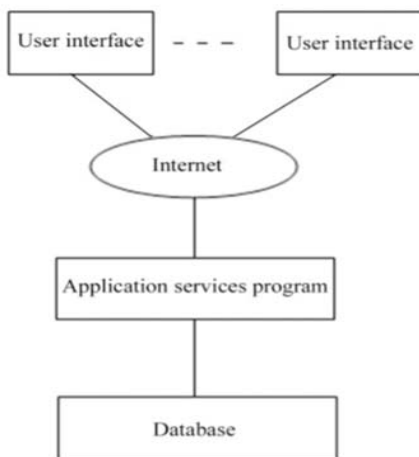 User interface
User interface
Internet
Application services program
Database